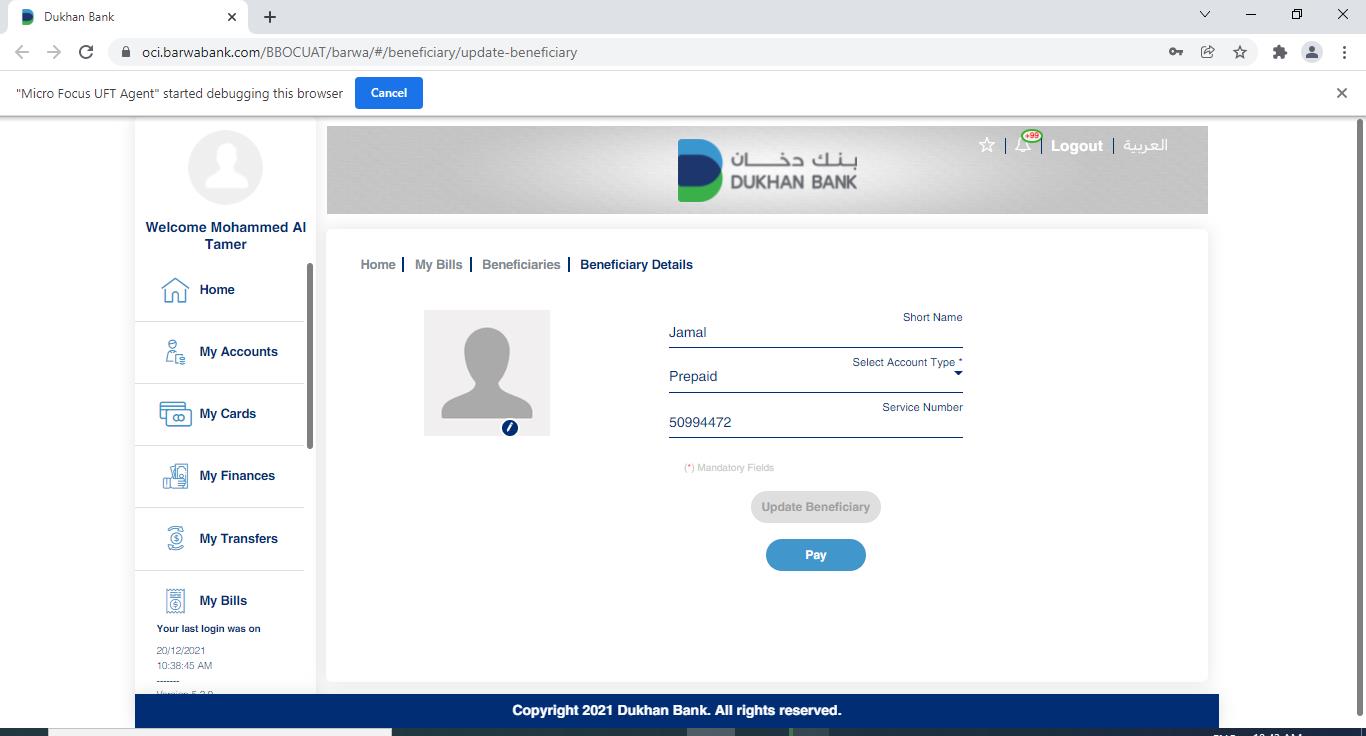 Dukhan Bank
oci.barwabank.com/BBOCUAT/barwa/#/beneficiary/update-beneficiary
"Micro Focus UFT Agent" started debugging this browser
Cancel
Welcome Mohammed Al
Tamer
Home
My Accounts
My Cards
My Finances
My Transfers
My Bills
Your last login was on
20/12/2021
10:38:45 AM
-------
بنك دخان
DUKHAN BANK
+99
Logout
العربية
Home
My Bills
Beneficiaries
Beneficiary Details
Short Name
Jamal
Select Account Type *
Prepaid
Service Number
50994472
(*) Mandatory Fields
Update Beneficiary
Pay
Copyright 2021 Dukhan Bank. All rights reserved.